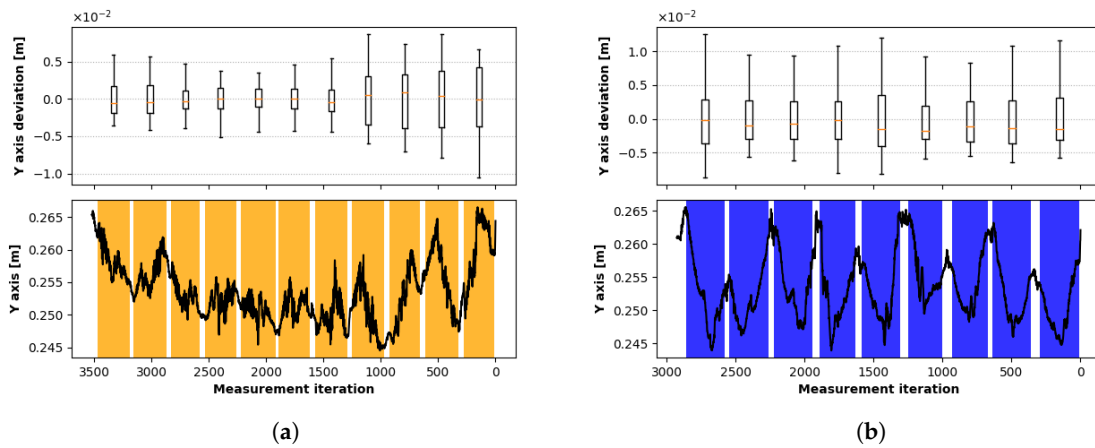 ×10⁻²
Y axis deviation [m]
0.5
0.0
−0.5
−1.0
Y axis [m]
0.265
0.260
0.255
0.250
0.245
3500 3000 2500 2000 1500 1000 500 0
Measurement iteration
(a)
×10⁻²
Y axis deviation [m]
1.0
0.5
0.0
−0.5
Y axis [m]
0.265
0.260
0.255
0.250
0.245
3000 2500 2000 1500 1000 500 0
Measurement iteration
(b)